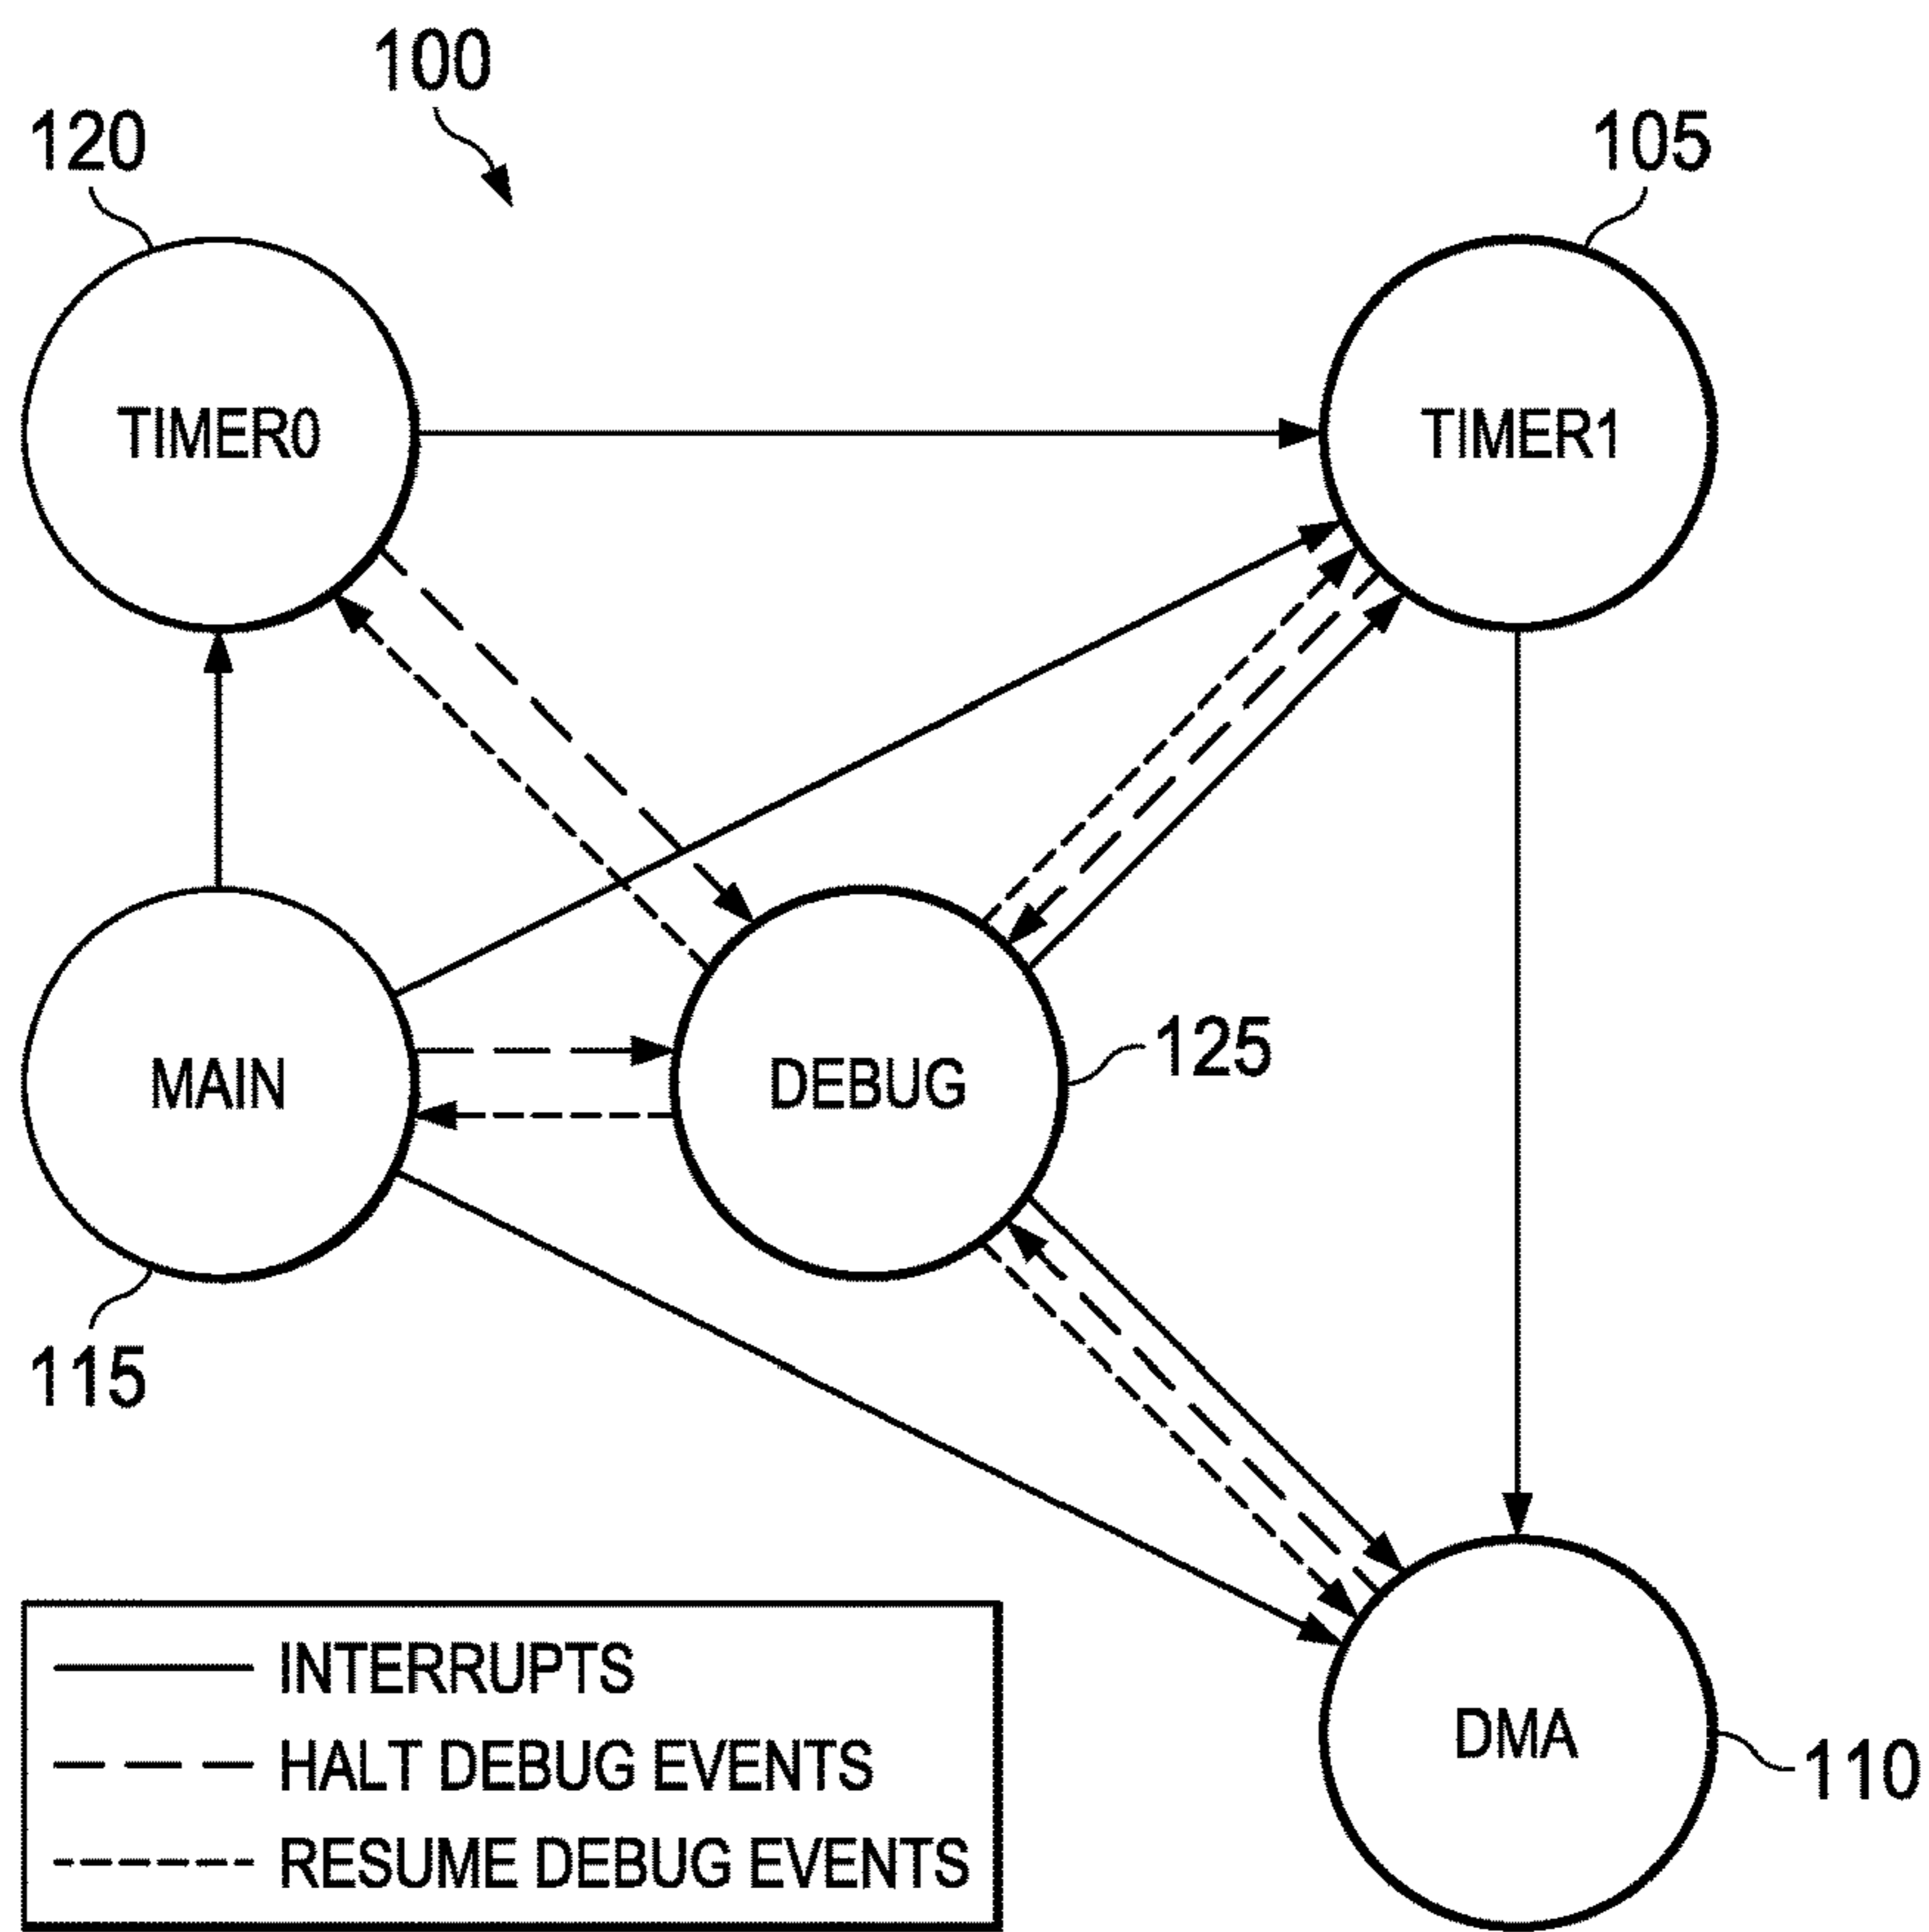 100
120
105
TIMER0
TIMER1
MAIN
DEBUG
125
115
INTERRUPTS
HALT DEBUG EVENTS
RESUME DEBUG EVENTS
DMA
110